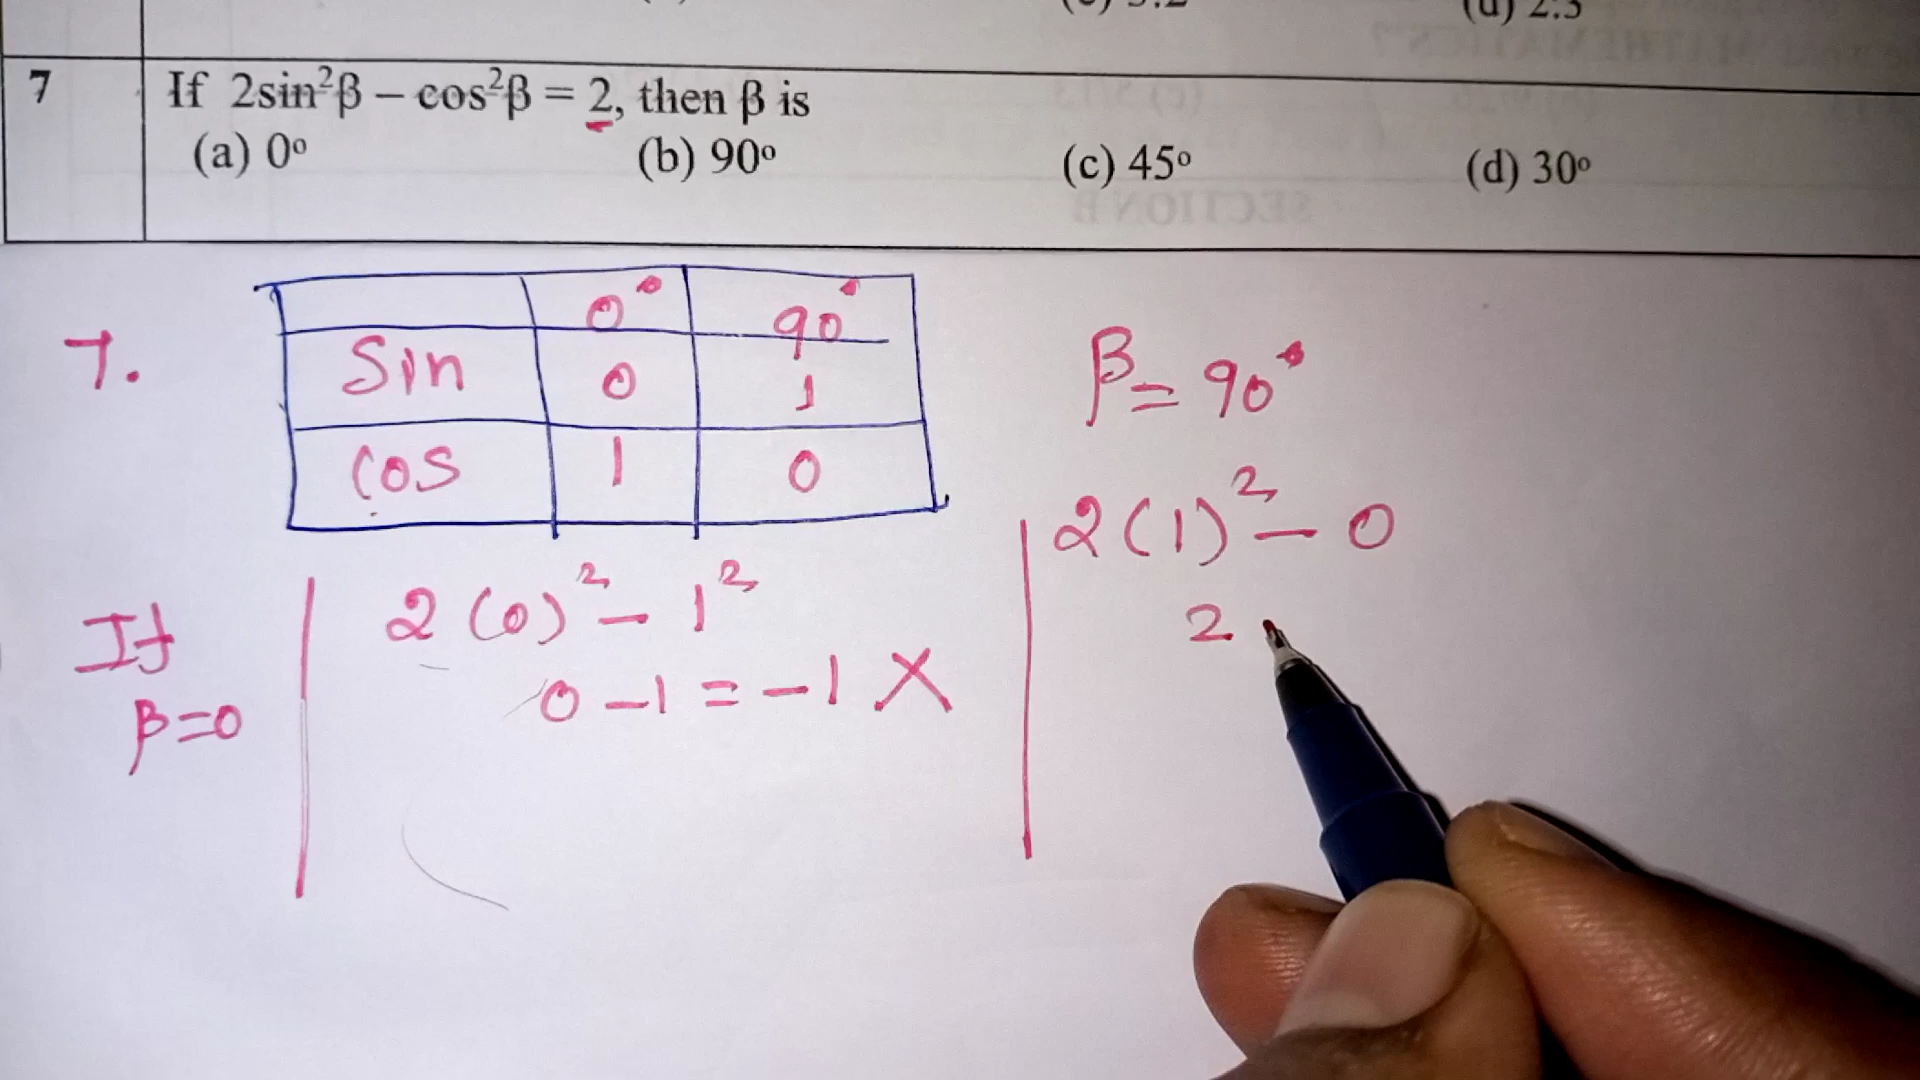 7 If 2sin²β – cos²β = 2, then β is
(a) 0° (b) 90° (c) 45° (d) 30°
SECTION B
7.
0° 90°
Sin 0 1
cos 1 0
If β=0
2(0)² – 1²
0 – 1 = –1 X
β = 90°
2(1)² – 0
2